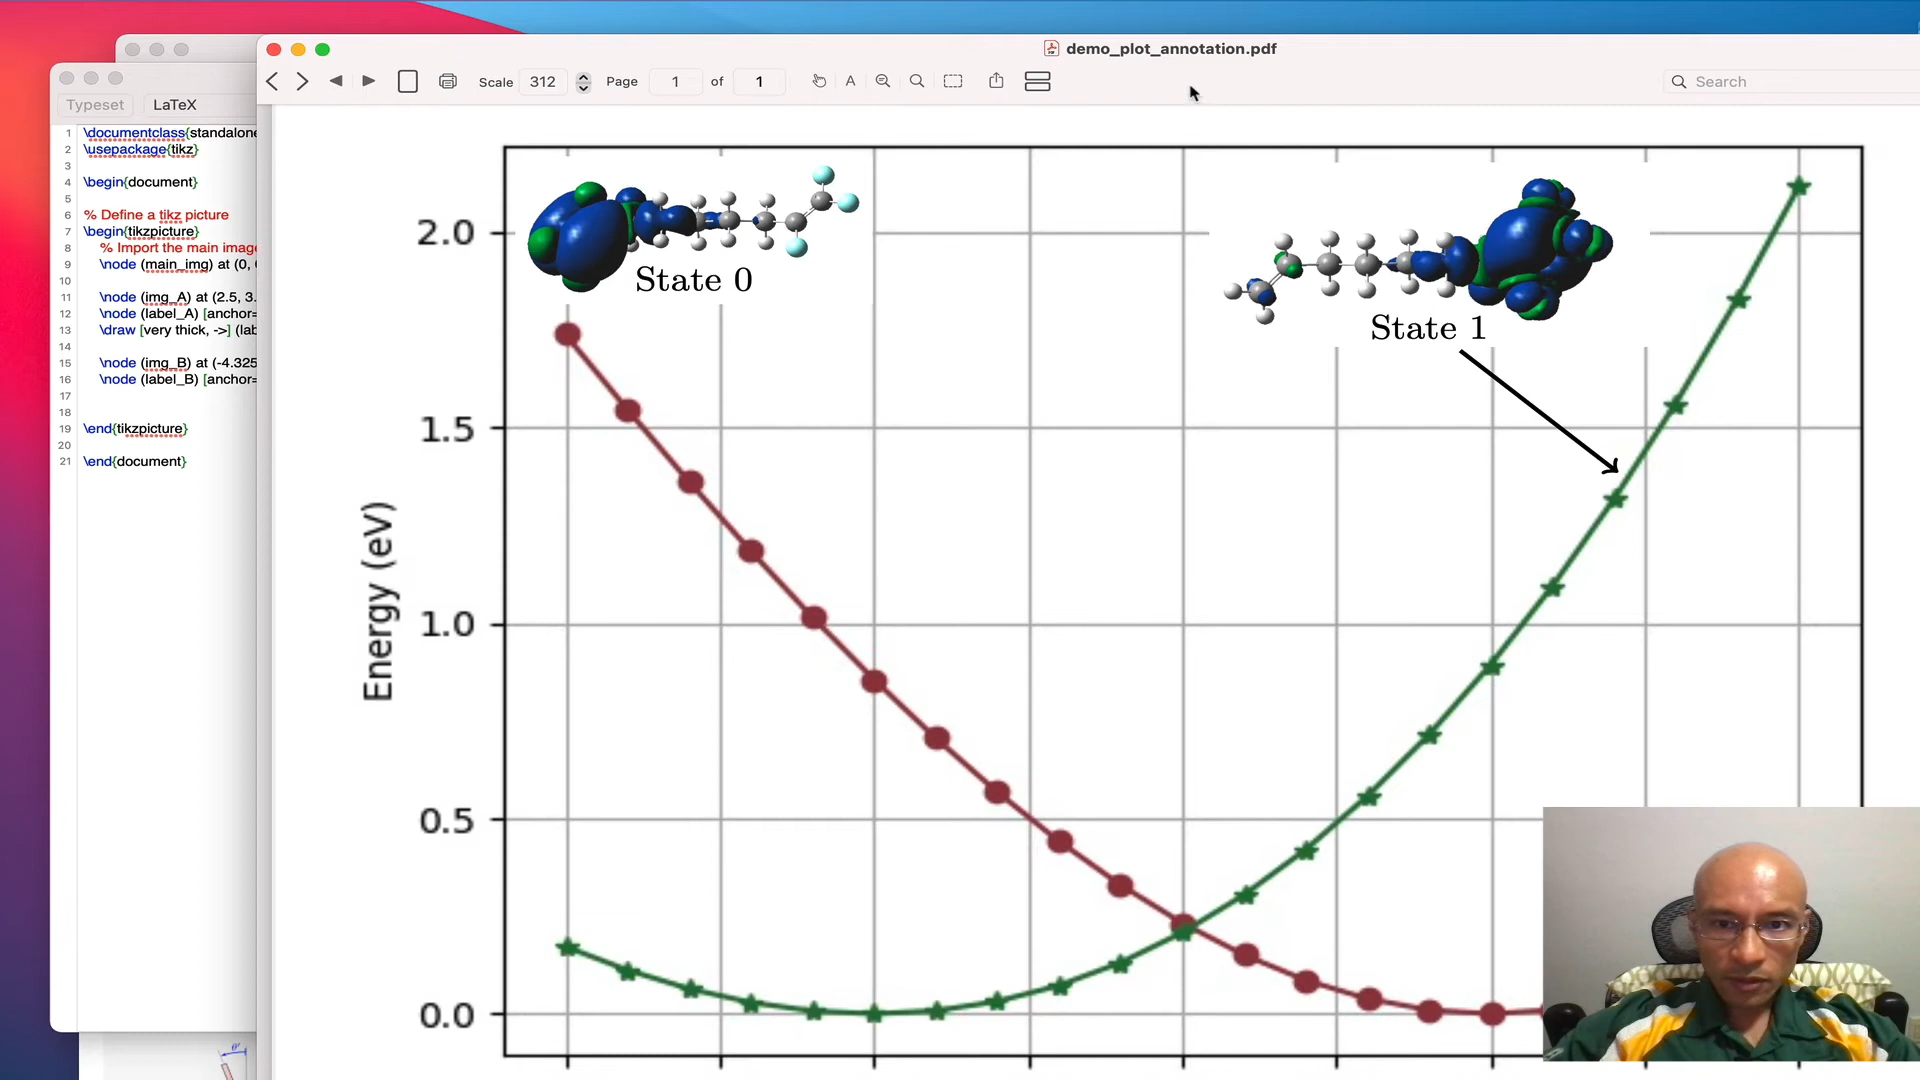 demo_plot_annotation.pdf
Scale 312 Page 1 of 1 A Search
Typeset LaTeX
1 \documentclass{standalone
2 \usepackage{tikz}
3
4 \begin{document}
5
6 % Define a tikz picture
7 \begin{tikzpicture}
8 % Import the main image
9 \node (main_img) at (0,
10
11 \node (img_A) at (2.5, 3.
12 \node (label_A) [anchor=
13 \draw [very thick, ->] (lab
14
15 \node (img_B) at (-4.325
16 \node (label_B) [anchor=
17
18
19 \end{tikzpicture}
20
21 \end{document}
State 0
State 1
Energy (eV)
2.0
1.5
1.0
0.5
0.0